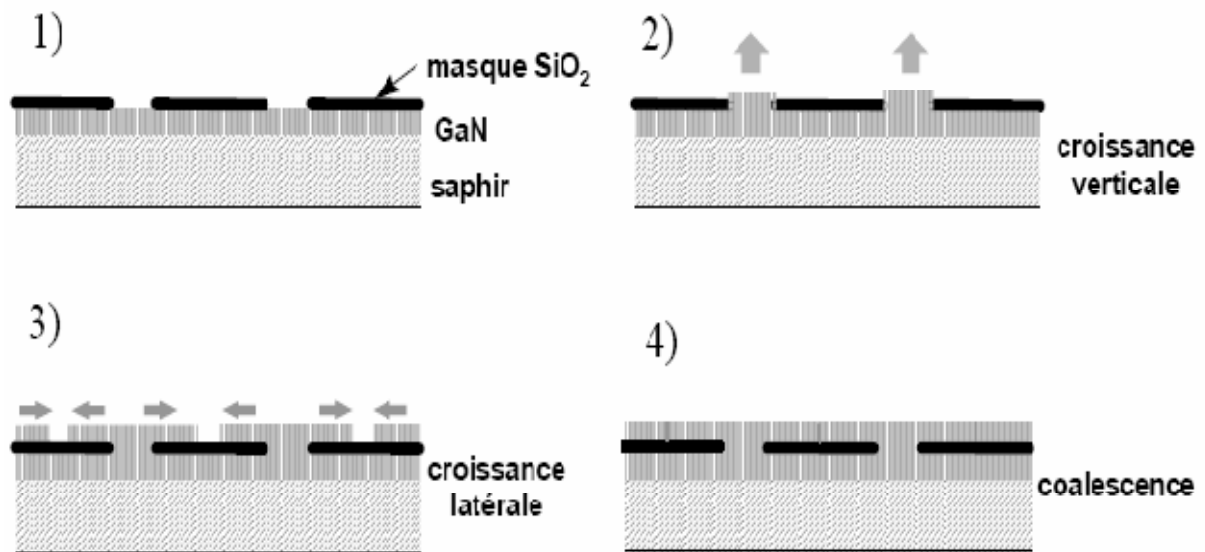 1)
masque SiO₂
GaN
saphir
2)
croissance
verticale
3)
croissance
latérale
4)
coalescence